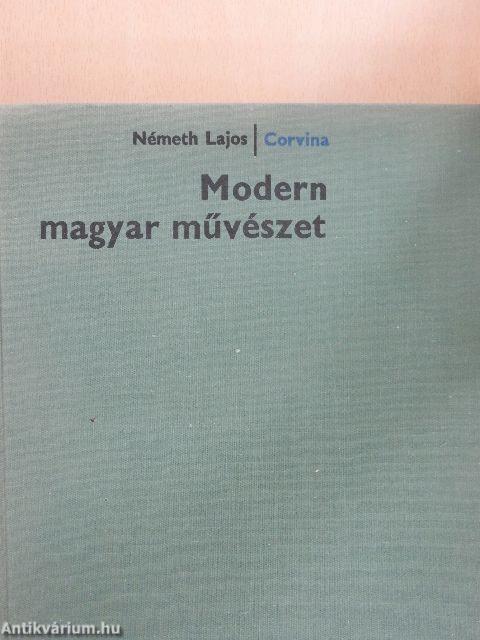 Németh Lajos | Corvina
Modern
magyar művészet
Antikvárium.hu